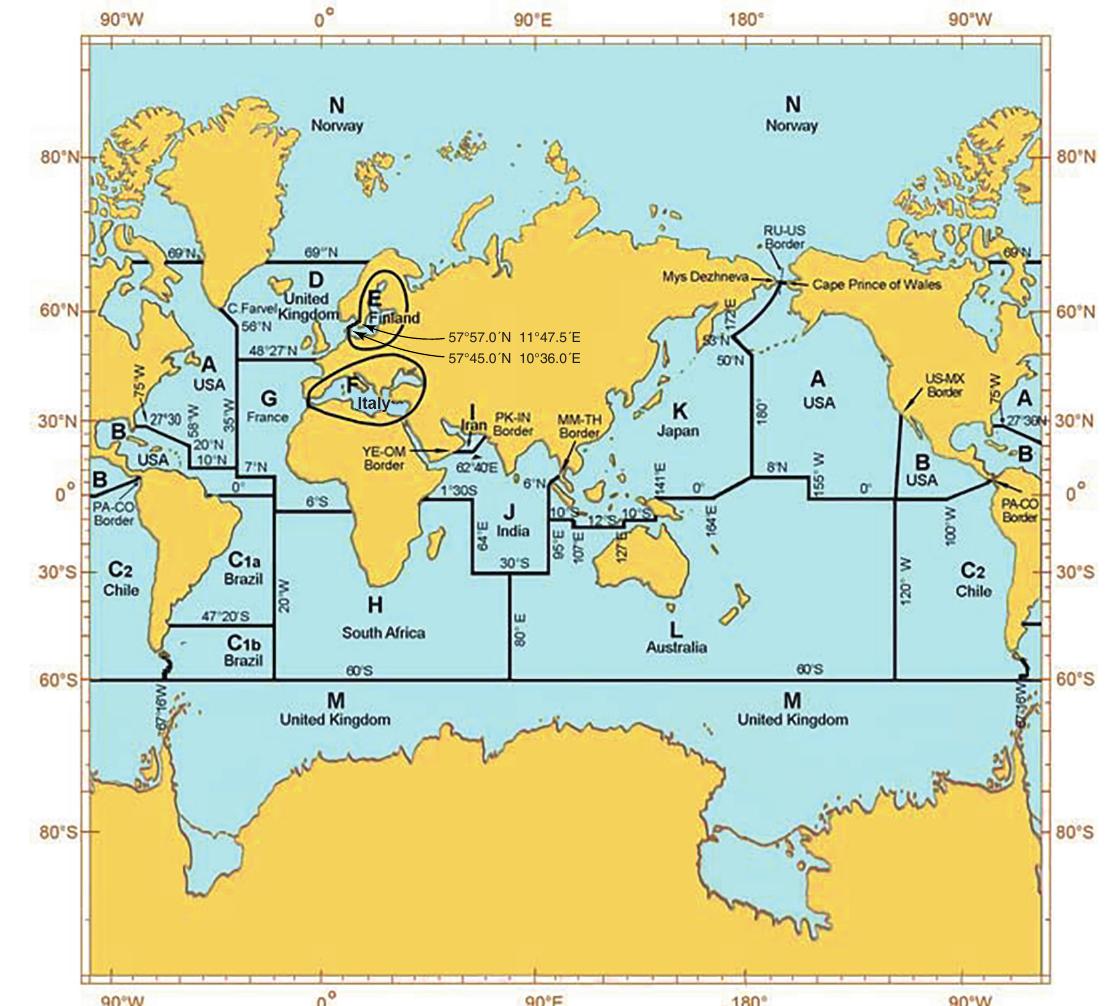 90°W 0° 90°E 180° 90°W
N
Norway
N
Norway
80°N
80°N
RU-US
Border
69°N
69°N
69°N
D
United
Kingdom
E
Finland
Mys Dezhneva
Cape Prince of Wales
60°N
60°N
C.Farvel
56°N
172°E
53°N
50°N
57°57.0´N 11°47.5´E
57°45.0´N 10°36.0´E
48°27´N
A
USA
75°W
G
France
F
Italy
K
Japan
180°
A
USA
US-MX
Border
75°W
A
30°N
30°N
27°30
27°30N
58°W
35°W
B
USA
20°N
10°N
I
Iran
PK-IN
Border
MM-TH
Border
YE-OM
Border
62°40´E
B
USA
B
7°N
6°N
8°N
155° W
B
0°
0°
0°
1°30S
141°E
0°
0°
PA-CO
Border
PA-CO
Border
6°S
164°E
100°W
J
India
64°E
10°S
12°S
10°S
95°E
107°E
127°E
C1a
Brazil
C2
Chile
C2
Chile
30°S
30°S
30°S
20°W
120° W
H
South Africa
47°20´S
80° E
L
Australia
C1b
Brazil
60°S
60°S
60°S
60°S
67°16´W
67°16´W
M
United Kingdom
M
United Kingdom
80°S
80°S
90°W 0° 90°E 180° 90°W